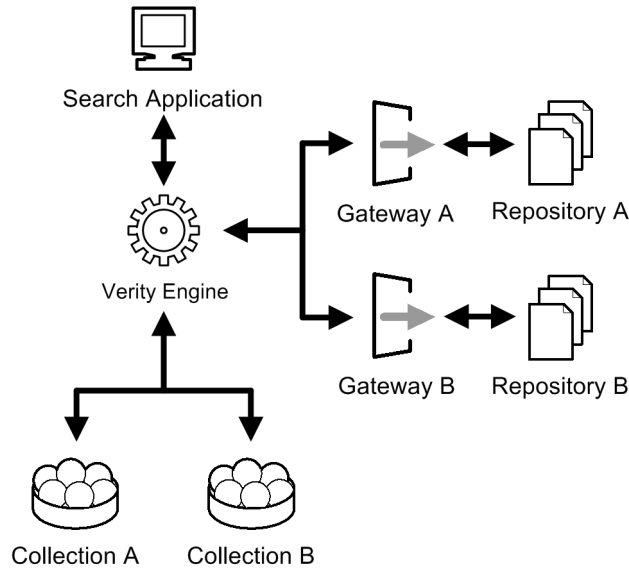 Search Application
Gateway A
Repository A
Verity Engine
Gateway B
Repository B
Collection A
Collection B